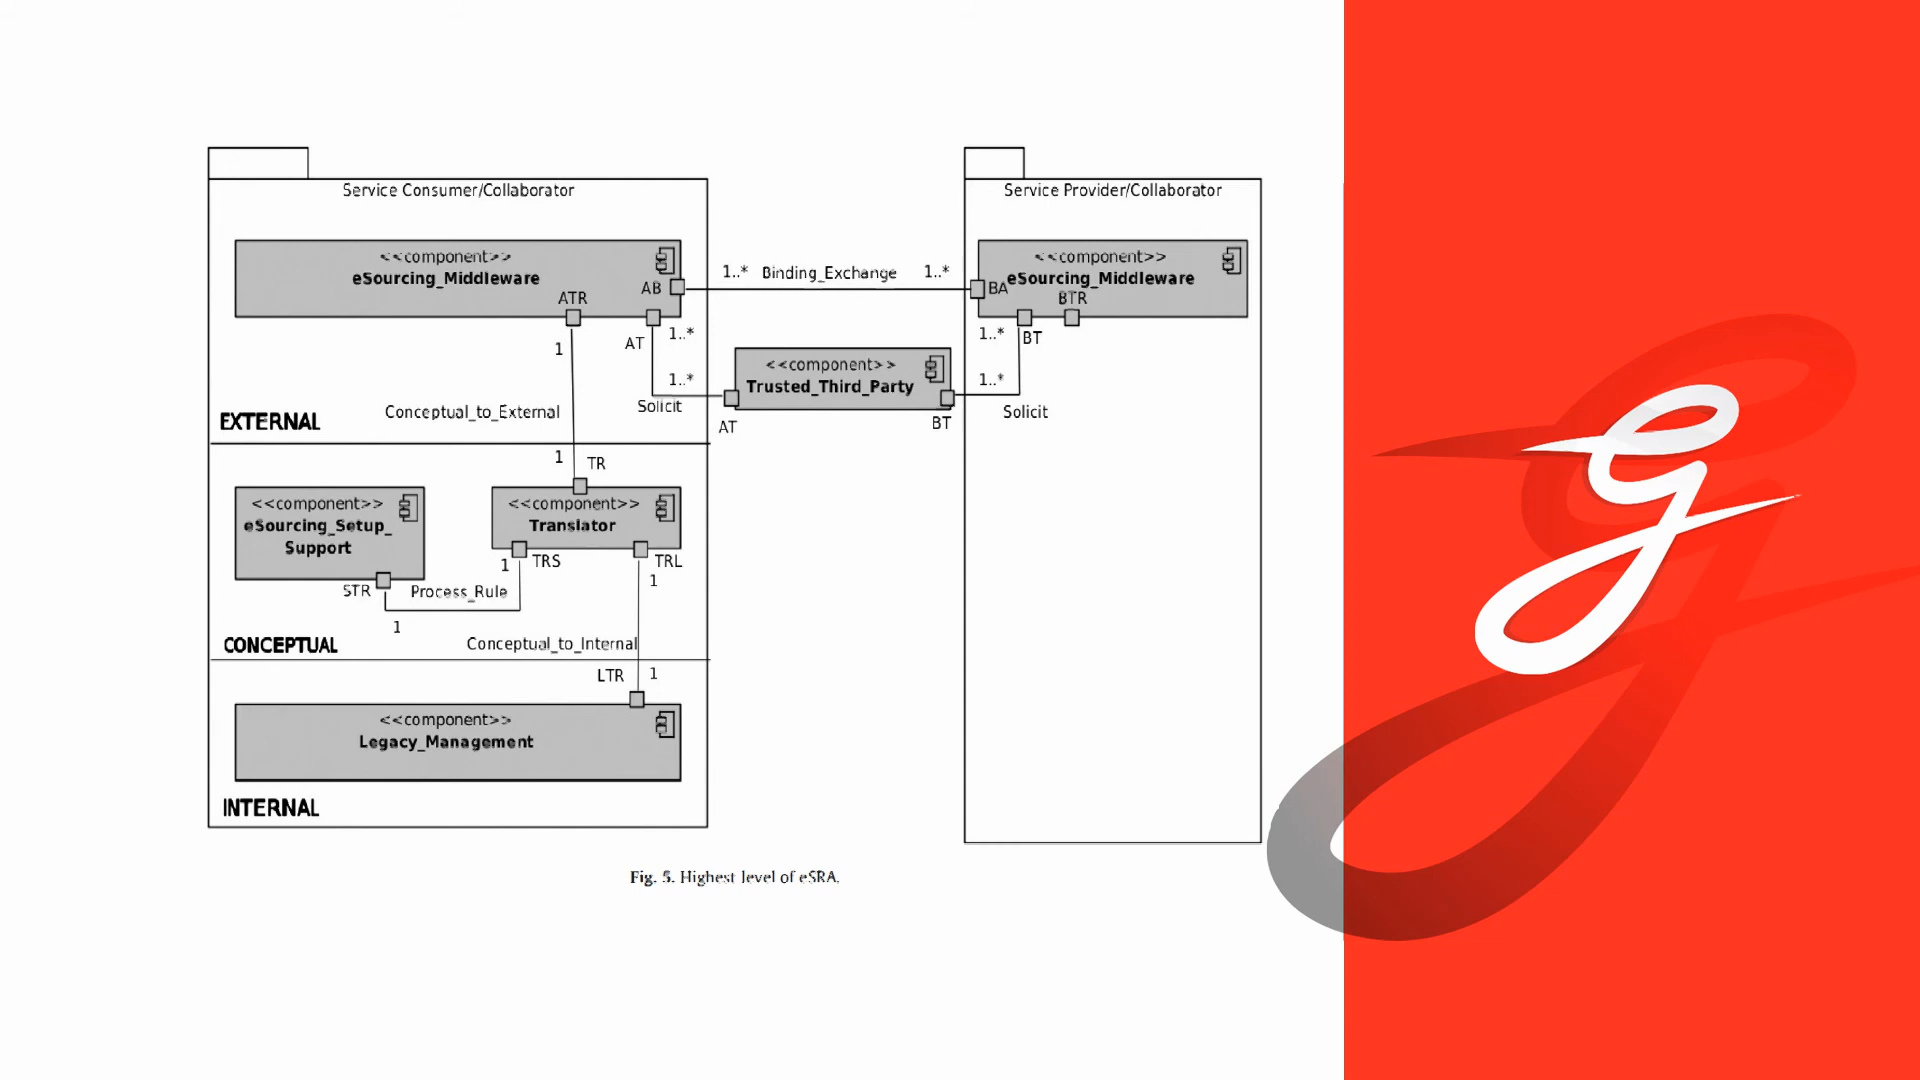 Service Consumer/Collaborator
Service Provider/Collaborator
<<component>>
eSourcing_Middleware
ATR
AB
1..* Binding_Exchange 1..*
<<component>>
eSourcing_Middleware
BA
BTR
1
AT
1..*
1..*
BT
<<component>>
Trusted_Third_Party
1..*
1..*
Solicit
Solicit
AT
BT
Conceptual_to_External
EXTERNAL
1
TR
<<component>>
eSourcing_Setup_
Support
<<component>>
Translator
1
TRS
TRL
1
STR
Process_Rule
1
CONCEPTUAL
Conceptual_to_Internal
LTR
1
<<component>>
Legacy_Management
INTERNAL
Fig. 5. Highest level of eSRA.